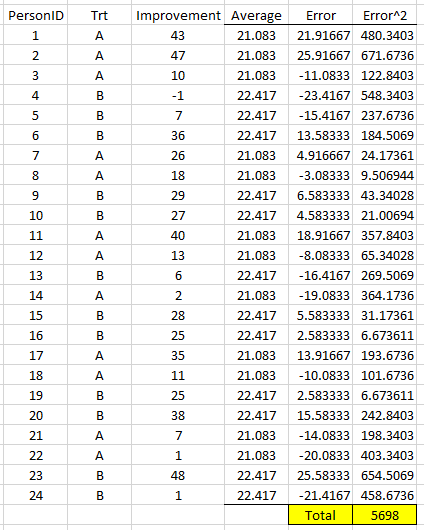 PersonID Trt Improvement Average Error Error^2
1 A 43 21.083 21.91667 480.3403
2 A 47 21.083 25.91667 671.6736
3 A 10 21.083 -11.0833 122.8403
4 B -1 22.417 -23.4167 548.3403
5 B 7 22.417 -15.4167 237.6736
6 B 36 22.417 13.58333 184.5069
7 A 26 21.083 4.916667 24.17361
8 A 18 21.083 -3.08333 9.506944
9 B 29 22.417 6.583333 43.34028
10 B 27 22.417 4.583333 21.00694
11 A 40 21.083 18.91667 357.8403
12 A 13 21.083 -8.08333 65.34028
13 B 6 22.417 -16.4167 269.5069
14 A 2 21.083 -19.0833 364.1736
15 B 28 22.417 5.583333 31.17361
16 B 25 22.417 2.583333 6.673611
17 A 35 21.083 13.91667 193.6736
18 A 11 21.083 -10.0833 101.6736
19 B 25 22.417 2.583333 6.673611
20 B 38 22.417 15.58333 242.8403
21 A 7 21.083 -14.0833 198.3403
22 A 1 21.083 -20.0833 403.3403
23 B 48 22.417 25.58333 654.5069
24 B 1 22.417 -21.4167 458.6736
Total 5698